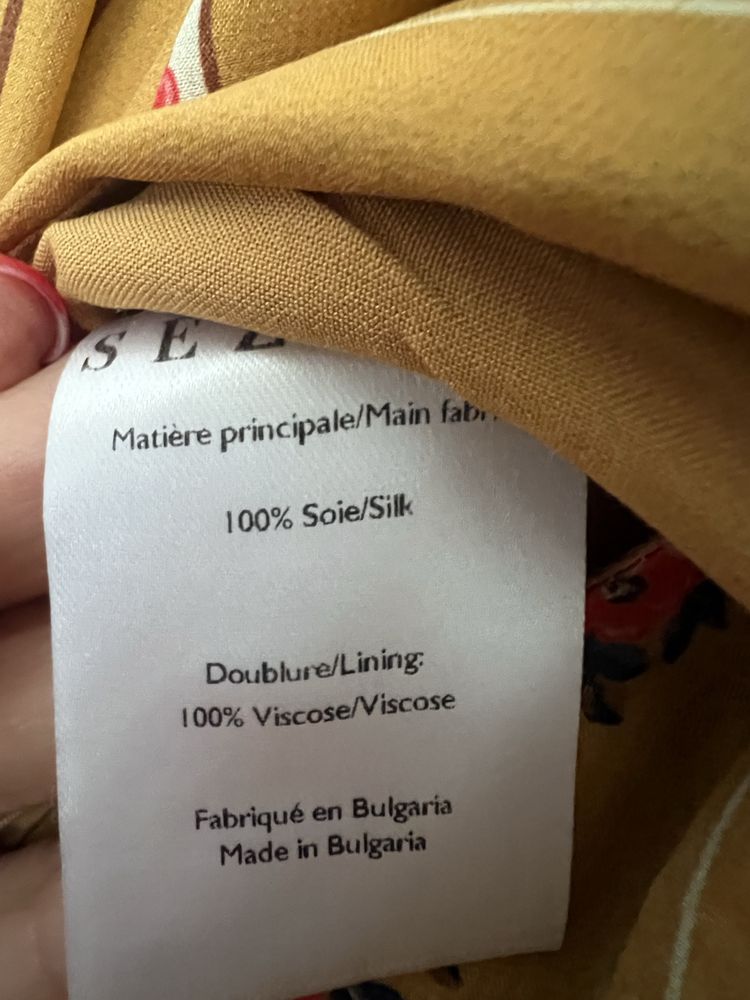 Matière principale/Main
100% Soie/Silk
Doublure/Lining:
100% Viscose/Viscose
Fabriqué en Bulgaria
Made in Bulgaria